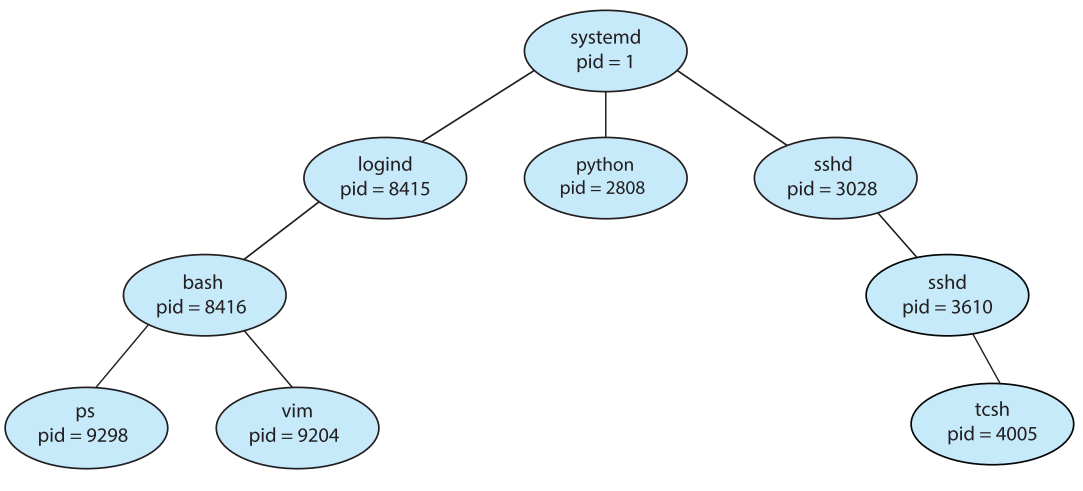 systemd
pid = 1
logind
pid = 8415
python
pid = 2808
sshd
pid = 3028
bash
pid = 8416
sshd
pid = 3610
ps
pid = 9298
vim
pid = 9204
tcsh
pid = 4005